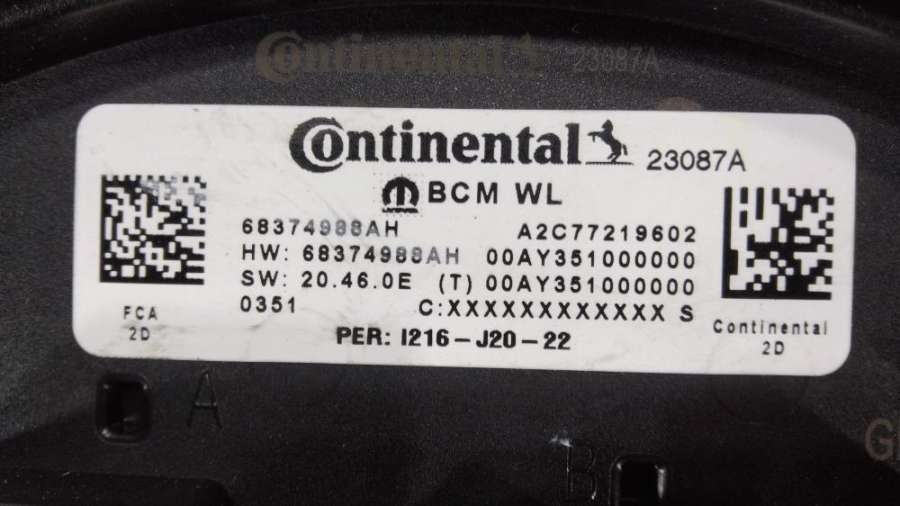 Continental 23087A
Continental 23087A
BCM WL
68374988AH A2C77219602
HW: 68374988AH 00AY351000000
SW: 20.46.0E (T) 00AY351000000
0351 C:XXXXXXXXXXXX S
PER: I216-J20-22
FCA
2D
Continental
2D
A
B
G